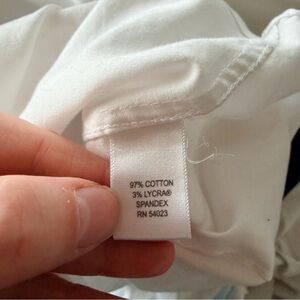 97% COTTON
3% LYCRA®
SPANDEX
RN 54023